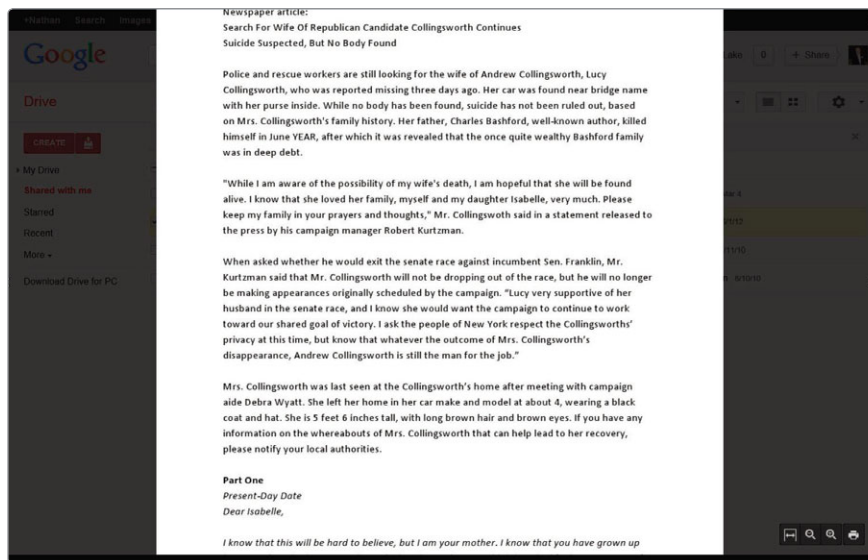 +Nathan Search Images
Google
0 + Share
Drive
CREATE
My Drive
Shared with me
Starred
Recent
More
Download Drive for PC
Newspaper article:
Search For Wife Of Republican Candidate Collingsworth Continues
Suicide Suspected, But No Body Found
Police and rescue workers are still looking for the wife of Andrew Collingsworth, Lucy
Collingsworth, who was reported missing three days ago. Her car was found near bridge name
with her purse inside. While no body has been found, suicide has not been ruled out, based
on Mrs. Collingsworth's family history. Her father, Charles Bashford, well-known author, killed
himself in June YEAR, after which it was revealed that the once quite wealthy Bashford family
was in deep debt.
"While I am aware of the possibility of my wife's death, I am hopeful that she will be found
alive. I know that she loved her family, myself and my daughter Isabelle, very much. Please
keep my family in your prayers and thoughts," Mr. Collingswoth said in a statement released to
the press by his campaign manager Robert Kurtzman.
When asked whether he would exit the senate race against incumbent Sen. Franklin, Mr.
Kurtzman said that Mr. Collingsworth will not be dropping out of the race, but he will no longer
be making appearances originally scheduled by the campaign. “Lucy very supportive of her
husband in the senate race, and I know she would want the campaign to continue to work
toward our shared goal of victory. I ask the people of New York respect the Collingsworths’
privacy at this time, but know that whatever the outcome of Mrs. Collingsworth’s
disappearance, Andrew Collingsworth is still the man for the job.”
Mrs. Collingsworth was last seen at the Collingsworth’s home after meeting with campaign
aide Debra Wyatt. She left her home in her car make and model at about 4, wearing a black
coat and hat. She is 5 feet 6 inches tall, with long brown hair and brown eyes. If you have any
information on the whereabouts of Mrs. Collingsworth that can help lead to her recovery,
please notify your local authorities.
Part One
Present-Day Date
Dear Isabelle,
I know that this will be hard to believe, but I am your mother. I know that you have grown up